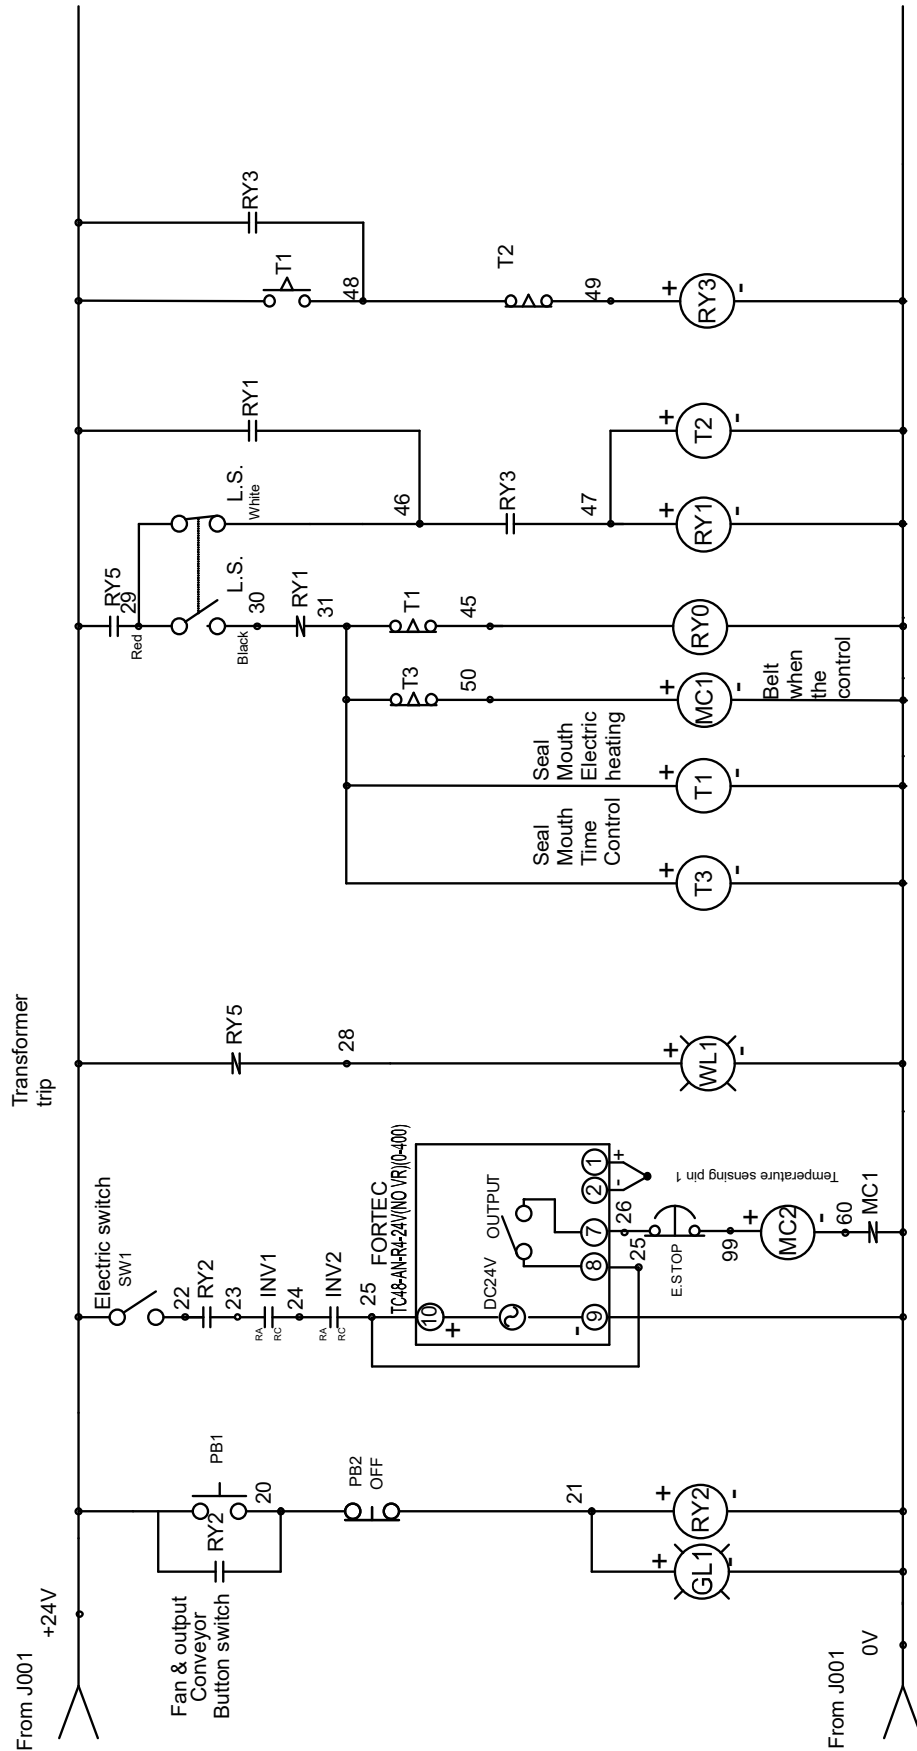 From J001
+24V
Fan & output
Conveyor
Button switch
PB1
RY2
20
PB2
OFF
21
RY2
+
-
GL1
+
-
From J001
0V
Electric switch
SW1
22
RY2
23
INV1
RA
RC
24
INV2
RA
RC
25
FORTEC
TC48-AN-R4-24V(NO VR)(0-400)
10
+
DC24V
-
9
OUTPUT
8
7
2
1
-
+
Temperature sensing pin 1
25
26
E.STOP
99
+
MC2
-
60
MC1
Transformer
trip
RY5
28
+
WL1
-
RY5
29
Red
L.S.
White
L.S.
30
Black
RY1
31
T1
45
RY0
T3
50
+
MC1
-
Belt
when
the
control
Seal
Mouth
Electric
heating
+
T1
-
Seal
Mouth
Time
Control
+
T3
-
RY1
46
RY3
47
+
T2
-
+
RY1
-
RY3
T1
48
T2
49
+
RY3
-